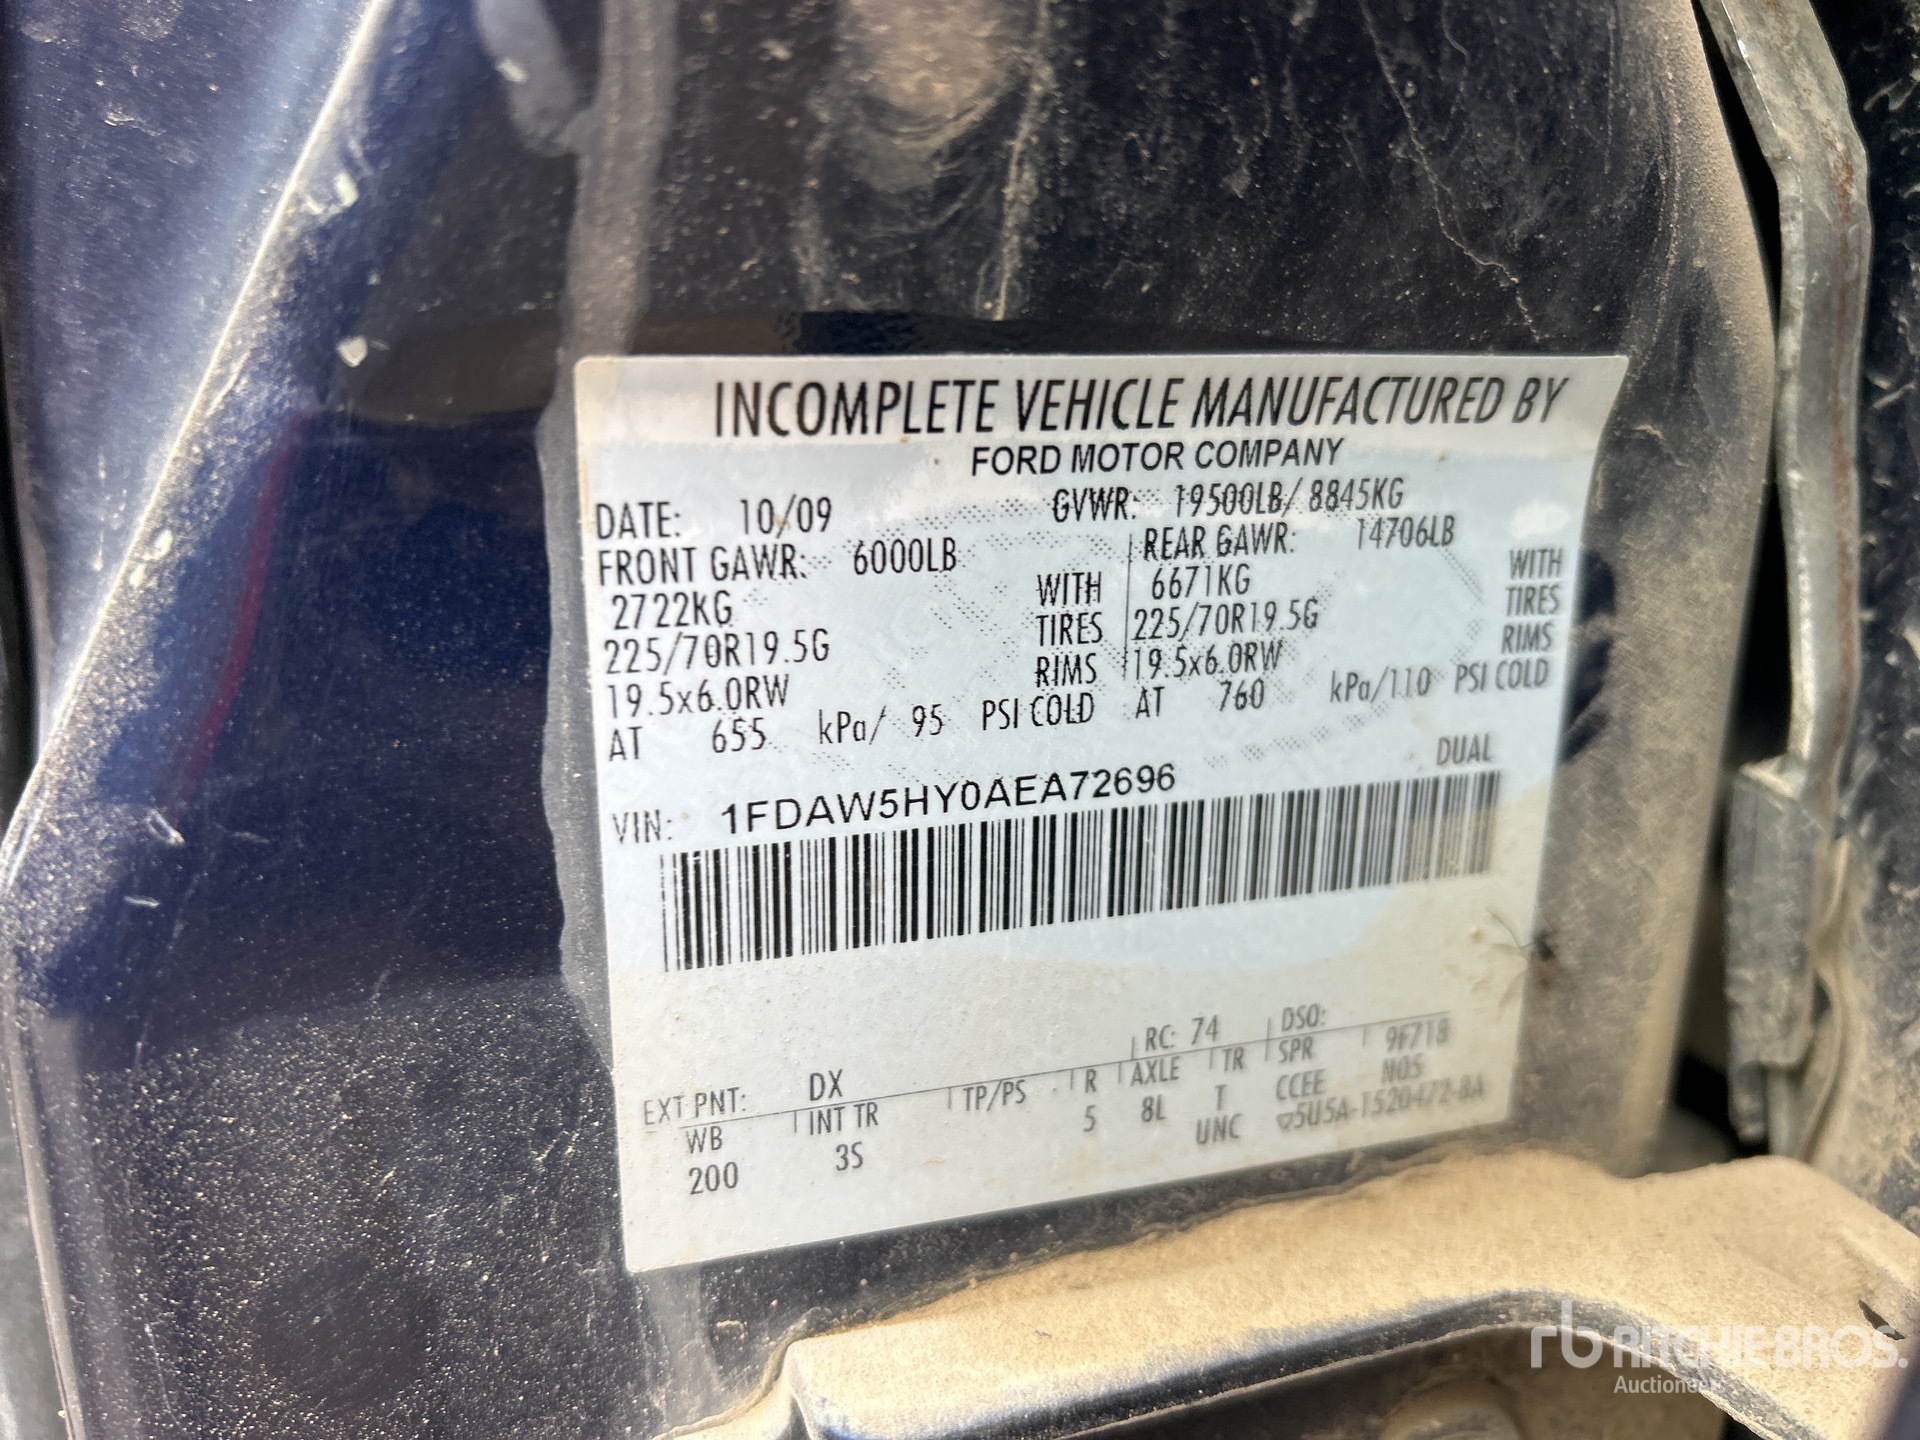 INCOMPLETE VEHICLE MANUFACTURED BY
FORD MOTOR COMPANY
DATE: 10/09 GVWR: 19500LB/ 8845KG
FRONT GAWR: 6000LB REAR GAWR: 14706LB
2722KG WITH 6671KG WITH
225/70R19.5G TIRES 225/70R19.5G TIRES
19.5x6.0RW RIMS 19.5x6.0RW RIMS
AT 655 kPa/ 95 PSI COLD AT 760 kPa/110 PSI COLD
DUAL
VIN: 1FDAW5HY0AEA72696
EXT PNT: DX RC: 74 DSO:
WB INT TR TP/PS R AXLE TR SPR 9F718
200 3S 5 8L T CCEE N05
UNC ▽5U5A-1520472-BA
rb RITCHIE BROS.
Auctioneers